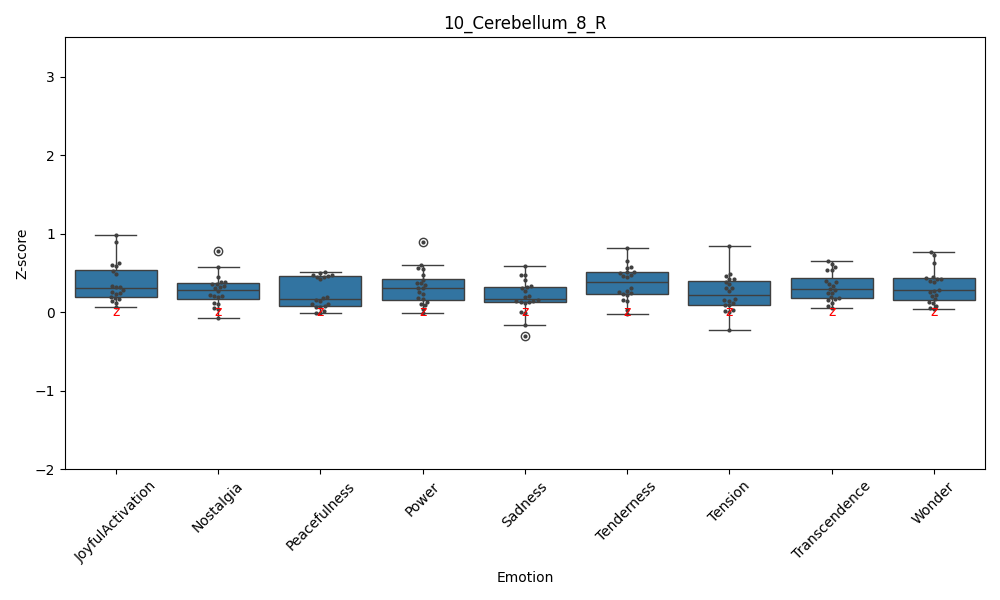 10_Cerebellum_8_R
Z-score
3
2
1
0
−1
−2
Z Z Z Z Z Z Z Z Z
JoyfulActivation
Nostalgia
Peacefulness
Power
Sadness
Tenderness
Tension
Transcendence
Wonder
Emotion